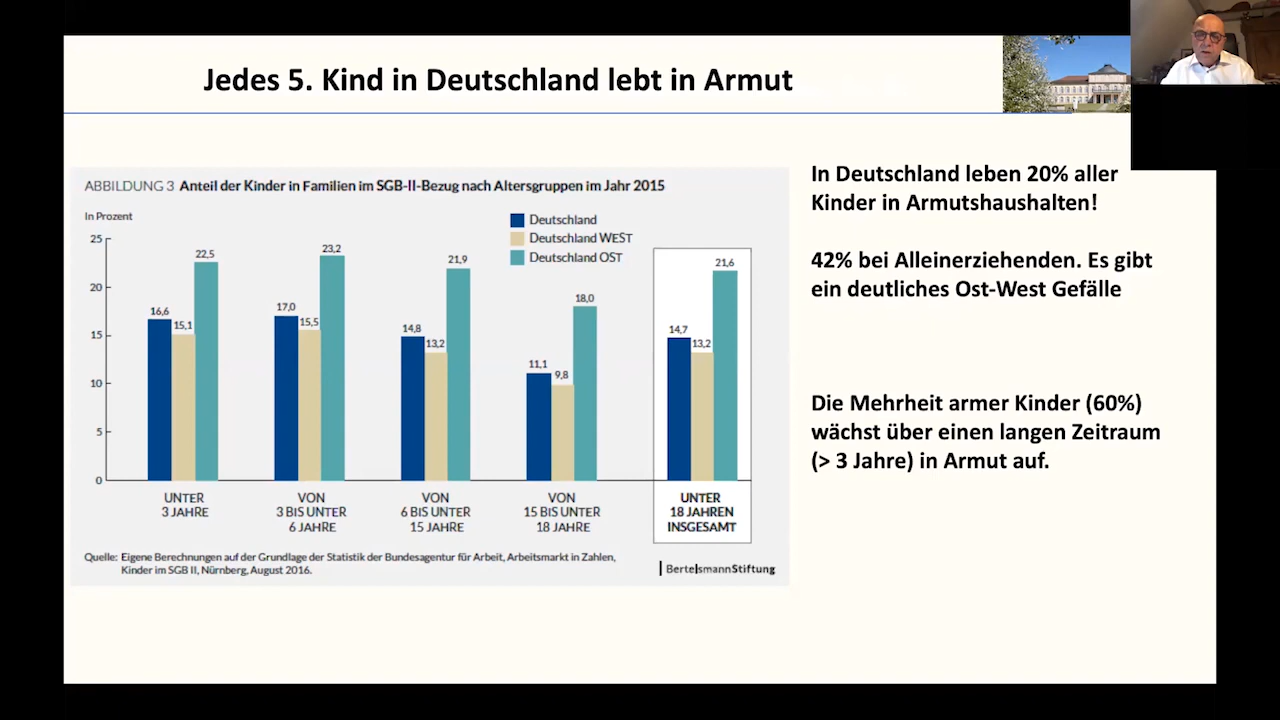 Jedes 5. Kind in Deutschland lebt in Armut
ABBILDUNG 3 Anteil der Kinder in Familien im SGB-II-Bezug nach Altersgruppen im Jahr 2015
In Prozent
Deutschland
Deutschland WEST
Deutschland OST
25
20
15
10
5
0
16,6
15,1
22,5
17,0
15,5
23,2
14,8
13,2
21,9
11,1
9,8
18,0
14,7
13,2
21,6
UNTER
3 JAHRE
VON
3 BIS UNTER
6 JAHRE
VON
6 BIS UNTER
15 JAHRE
VON
15 BIS UNTER
18 JAHRE
UNTER
18 JAHREN
INSGESAMT
Quelle: Eigene Berechnungen auf der Grundlage der Statistik der Bundesagentur für Arbeit, Arbeitsmarkt in Zahlen,
Kinder im SGB II, Nürnberg, August 2016.
BertelsmannStiftung
In Deutschland leben 20% aller
Kinder in Armutshaushalten!
42% bei Alleinerziehenden. Es gibt
ein deutliches Ost-West Gefälle
Die Mehrheit armer Kinder (60%)
wächst über einen langen Zeitraum
(> 3 Jahre) in Armut auf.